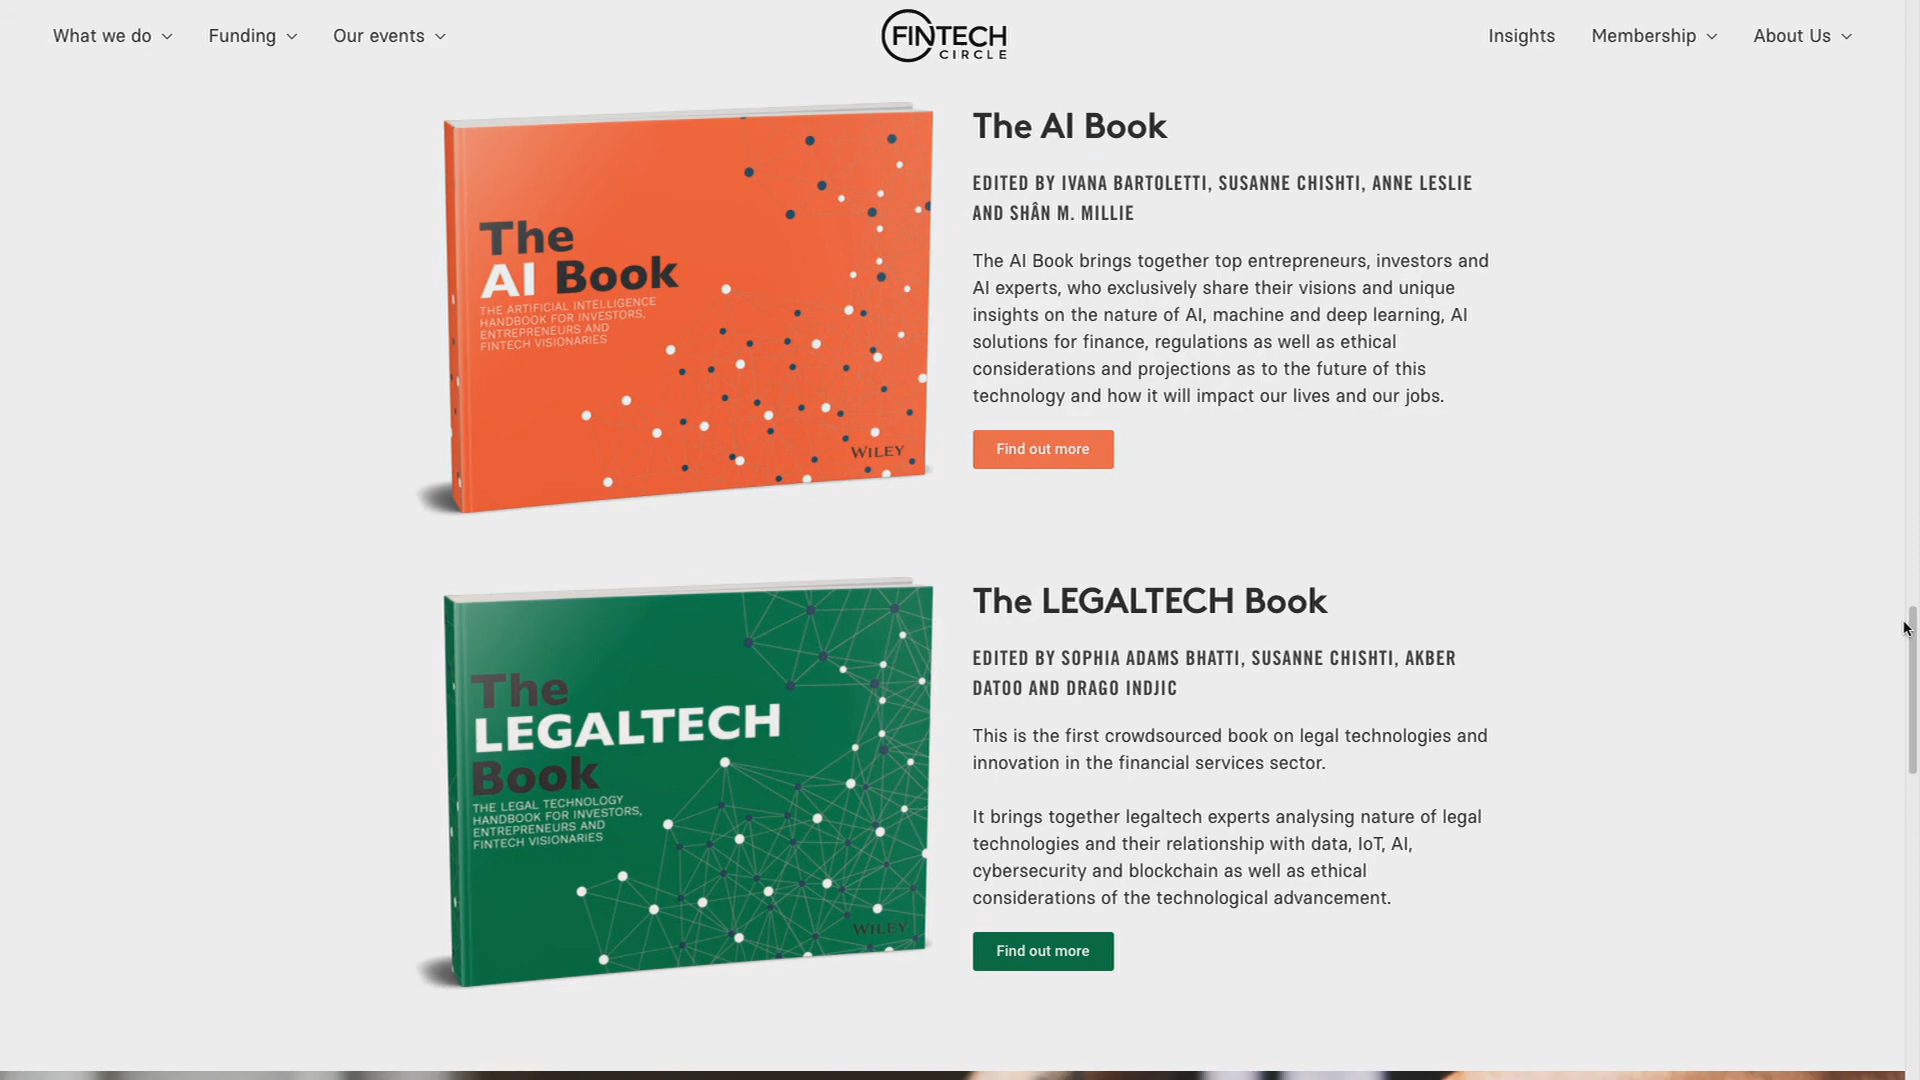 What we do
Funding
Our events
FINTECH
CIRCLE
Insights
Membership
About Us
The
AI Book
THE ARTIFICIAL INTELLIGENCE
HANDBOOK FOR INVESTORS,
ENTREPRENEURS AND
FINTECH VISIONARIES
WILEY
The AI Book
EDITED BY IVANA BARTOLETTI, SUSANNE CHISHTI, ANNE LESLIE
AND SHÂN M. MILLIE
The AI Book brings together top entrepreneurs, investors and
AI experts, who exclusively share their visions and unique
insights on the nature of AI, machine and deep learning, AI
solutions for finance, regulations as well as ethical
considerations and projections as to the future of this
technology and how it will impact our lives and our jobs.
Find out more
The
LEGALTECH
Book
THE LEGAL TECHNOLOGY
HANDBOOK FOR INVESTORS,
ENTREPRENEURS AND
FINTECH VISIONARIES
WILEY
The LEGALTECH Book
EDITED BY SOPHIA ADAMS BHATTI, SUSANNE CHISHTI, AKBER
DATOO AND DRAGO INDJIC
This is the first crowdsourced book on legal technologies and
innovation in the financial services sector.
It brings together legaltech experts analysing nature of legal
technologies and their relationship with data, IoT, AI,
cybersecurity and blockchain as well as ethical
considerations of the technological advancement.
Find out more